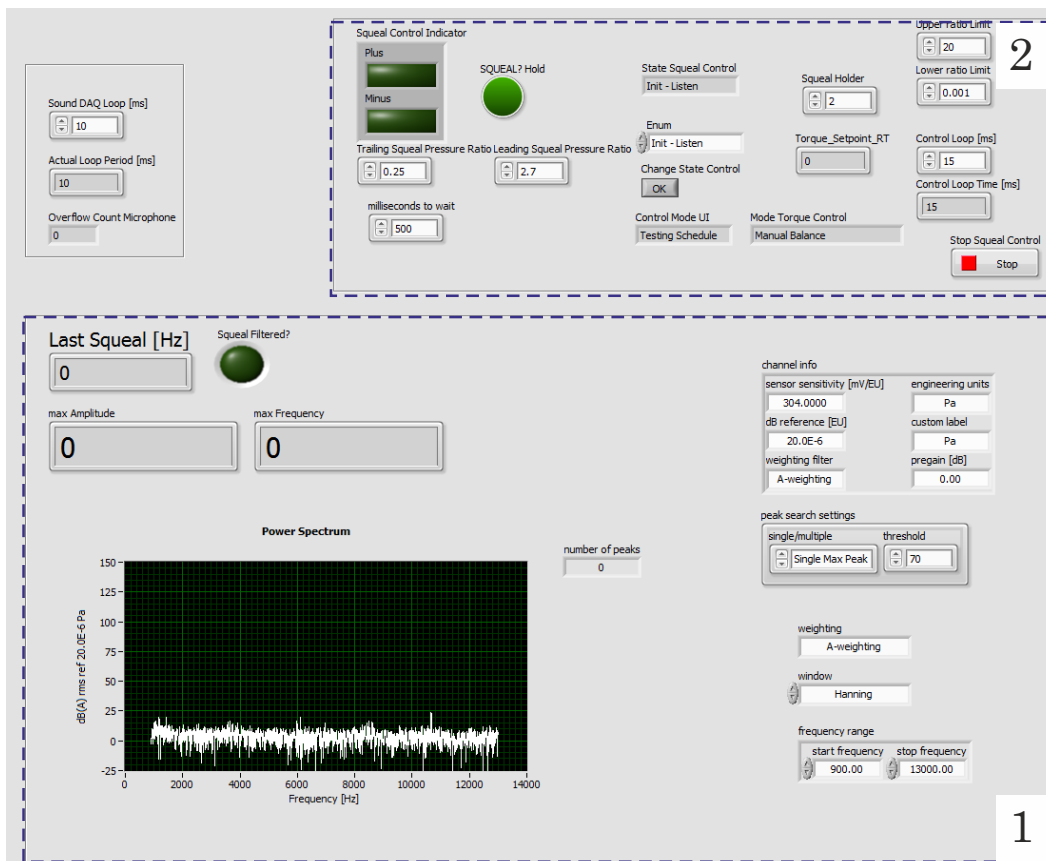 Squeal Control Indicator
Plus
Minus
SQUEAL? Hold
State Squeal Control
Init - Listen
Enum
Init - Listen
Change State Control
OK
Squeal Holder
2
Torque_Setpoint_RT
0
Upper ratio Limit
20
Lower ratio Limit
0.001
Control Loop [ms]
15
Control Loop Time [ms]
15
2
Trailing Squeal Pressure Ratio
0.25
Leading Squeal Pressure Ratio
2.7
milliseconds to wait
500
Control Mode UI
Testing Schedule
Mode Torque Control
Manual Balance
Stop Squeal Control
Stop
Sound DAQ Loop [ms]
10
Actual Loop Period [ms]
10
Overflow Count Microphone
0
Last Squeal [Hz]
0
Squeal Filtered?
max Amplitude
0
max Frequency
0
channel info
sensor sensitivity [mV/EU]
304.0000
engineering units
Pa
dB reference [EU]
20.0E-6
custom label
Pa
weighting filter
A-weighting
pregain [dB]
0.00
peak search settings
single/multiple
Single Max Peak
threshold
70
Power Spectrum
number of peaks
0
150
125
100
75
50
25
0
-25
dB(A) rms ref 20.0E-6 Pa
0 2000 4000 6000 8000 10000 12000 14000
Frequency [Hz]
weighting
A-weighting
window
Hanning
frequency range
start frequency
900.00
stop frequency
13000.00
1